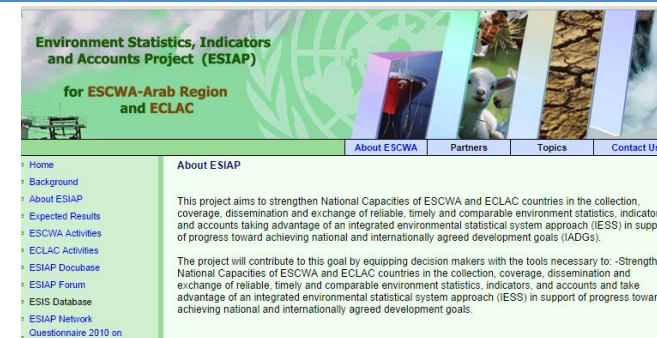 Environment Statistics, Indicators
and Accounts Project (ESIAP)
for ESCWA-Arab Region
and ECLAC
About ESCWA
Partners
Topics
Contact Us
Home
Background
About ESIAP
Expected Results
ESCWA Activities
ECLAC Activities
ESIAP Docubase
ESIAP Forum
ESIS Database
ESIAP Network
Questionnaire 2010 on
About ESIAP
This project aims to strengthen National Capacities of ESCWA and ECLAC countries in the collection,
coverage, dissemination and exchange of reliable, timely and comparable environment statistics, indicator
and accounts taking advantage of an integrated environmental statistical system approach (IESS) in supp
of progress toward achieving national and internationally agreed development goals (IADGs).
The project will contribute to this goal by equipping decision makers with the tools necessary to: -Strength
National Capacities of ESCWA and ECLAC countries in the collection, coverage, dissemination and
exchange of reliable, timely and comparable environment statistics, indicators, and accounts and take
advantage of an integrated environmental statistical system approach (IESS) in support of progress towar
achieving national and internationally agreed development goals.